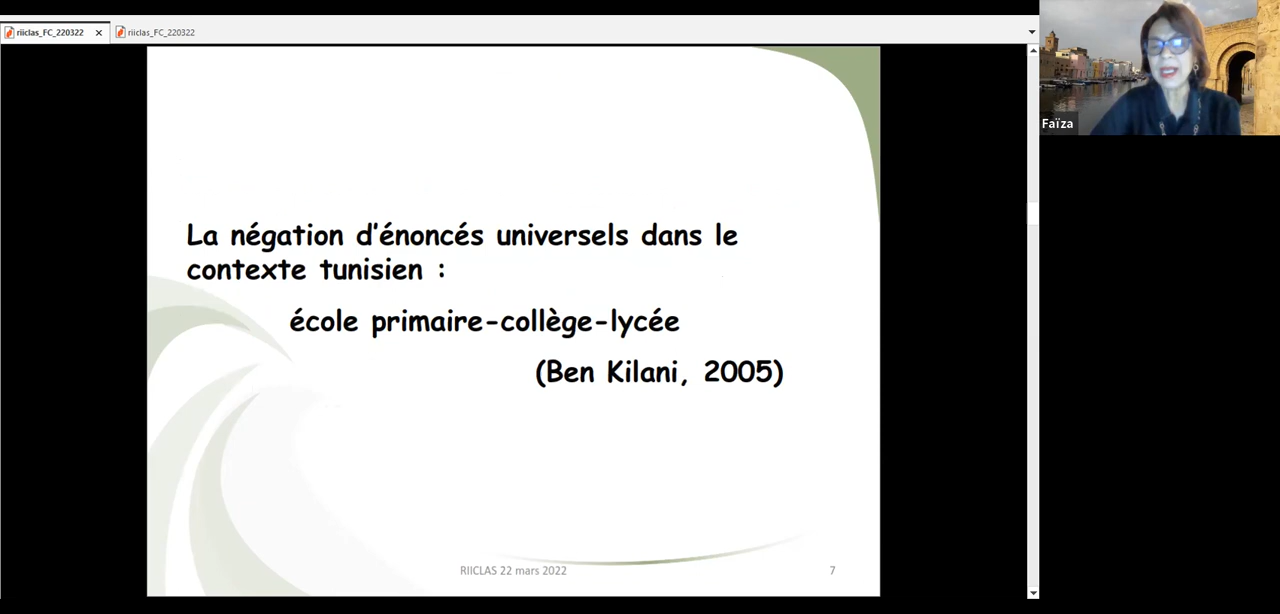 riiclas_FC_220322
riiclas_FC_220322
Faïza
La négation d’énoncés universels dans le
contexte tunisien :
école primaire-collège-lycée
(Ben Kilani, 2005)
RIICLAS 22 mars 2022
7